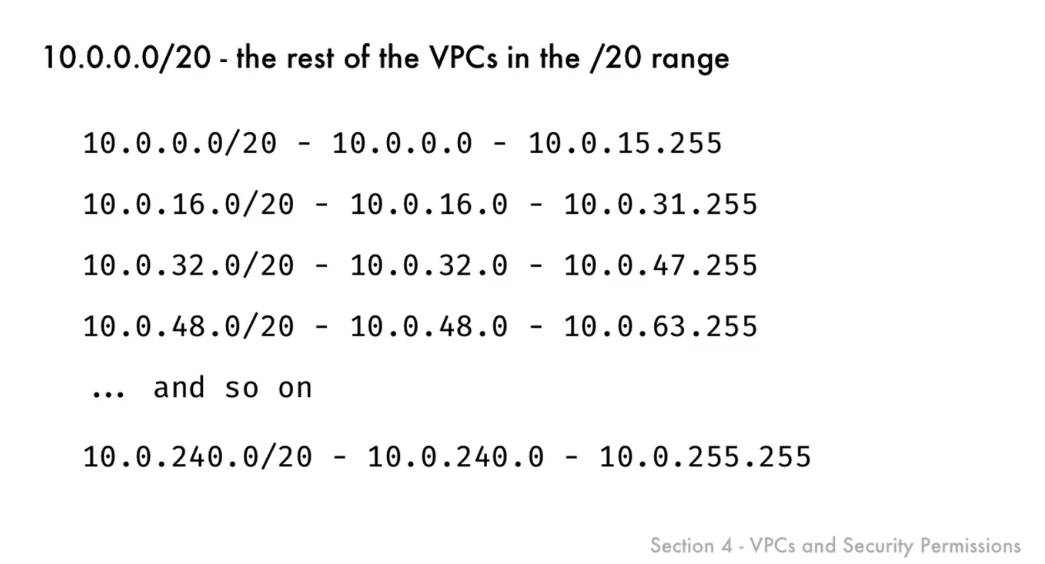 10.0.0.0/20 - the rest of the VPCs in the /20 range
10.0.0.0/20 - 10.0.0.0 - 10.0.15.255
10.0.16.0/20 - 10.0.16.0 - 10.0.31.255
10.0.32.0/20 - 10.0.32.0 - 10.0.47.255
10.0.48.0/20 - 10.0.48.0 - 10.0.63.255
... and so on
10.0.240.0/20 - 10.0.240.0 - 10.0.255.255
Section 4 - VPCs and Security Permissions